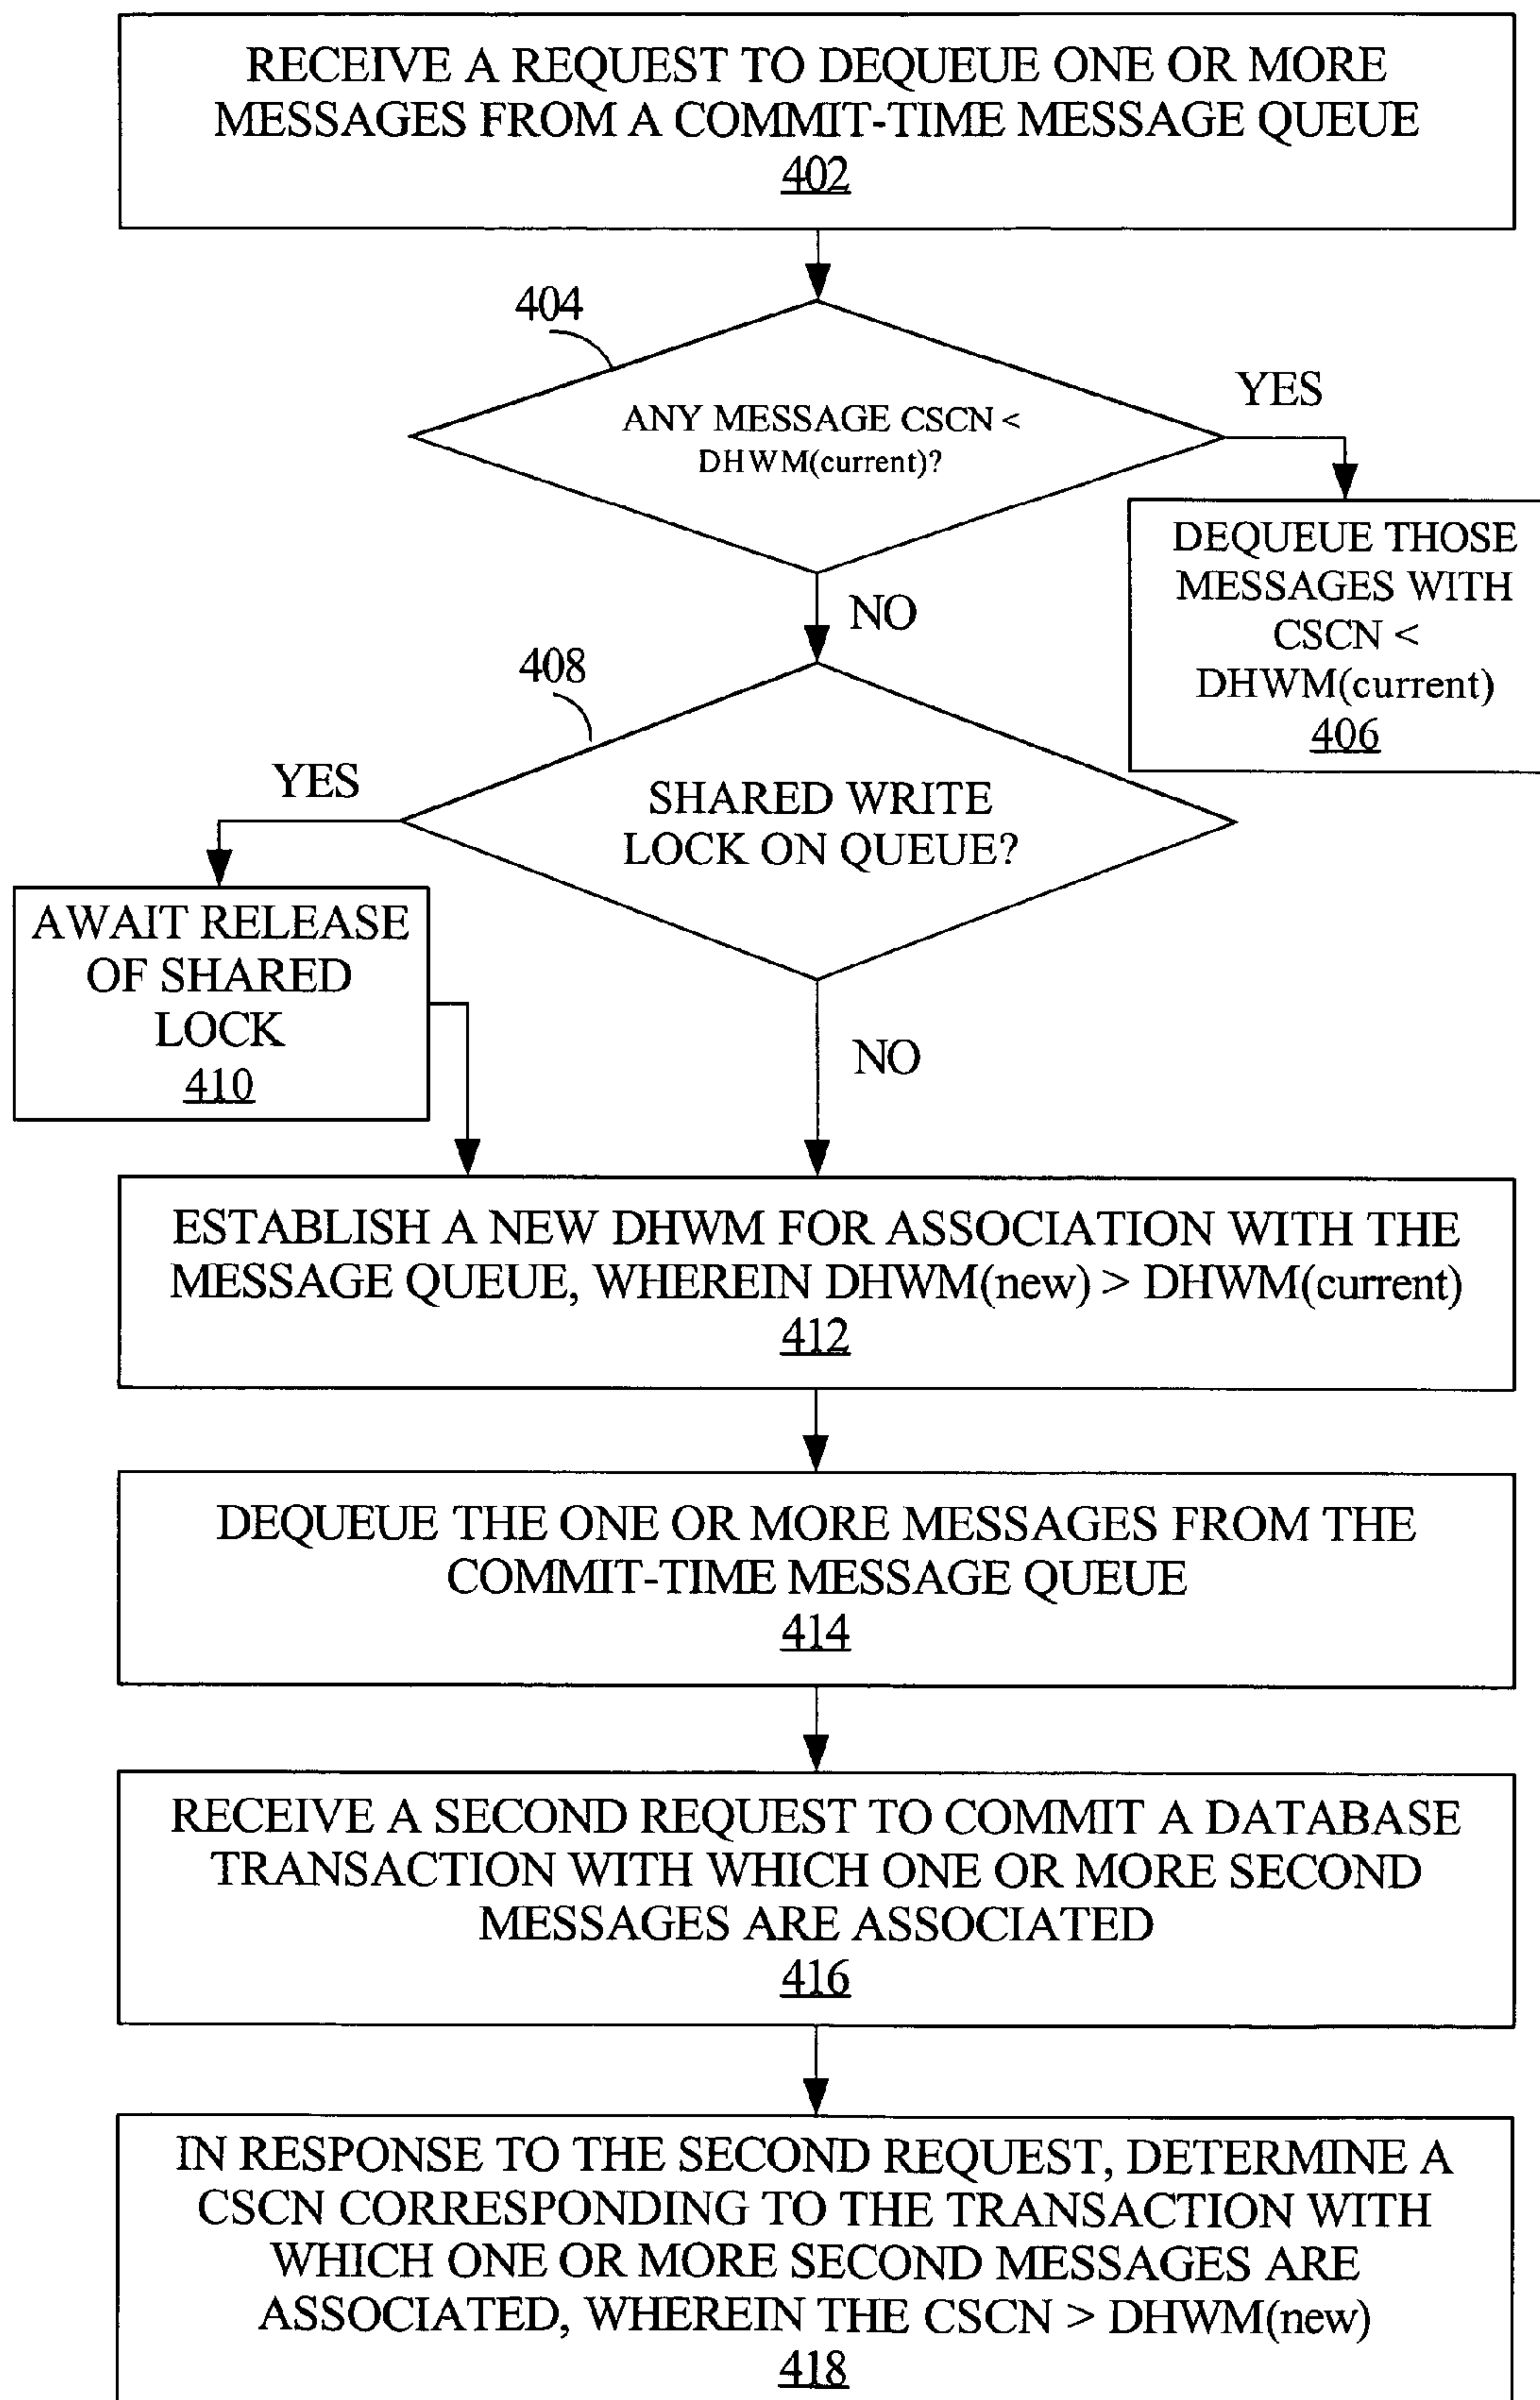 RECEIVE A REQUEST TO DEQUEUE ONE OR MORE
MESSAGES FROM A COMMIT-TIME MESSAGE QUEUE
402
404
YES
ANY MESSAGE CSCN <
DHWM(current)?
DEQUEUE THOSE
MESSAGES WITH
CSCN <
DHWM(current)
406
NO
408
YES
SHARED WRITE
LOCK ON QUEUE?
AWAIT RELEASE
OF SHARED
LOCK
410
NO
ESTABLISH A NEW DHWM FOR ASSOCIATION WITH THE
MESSAGE QUEUE, WHEREIN DHWM(new) > DHWM(current)
412
DEQUEUE THE ONE OR MORE MESSAGES FROM THE
COMMIT-TIME MESSAGE QUEUE
414
RECEIVE A SECOND REQUEST TO COMMIT A DATABASE
TRANSACTION WITH WHICH ONE OR MORE SECOND
MESSAGES ARE ASSOCIATED
416
IN RESPONSE TO THE SECOND REQUEST, DETERMINE A
CSCN CORRESPONDING TO THE TRANSACTION WITH
WHICH ONE OR MORE SECOND MESSAGES ARE
ASSOCIATED, WHEREIN THE CSCN > DHWM(new)
418